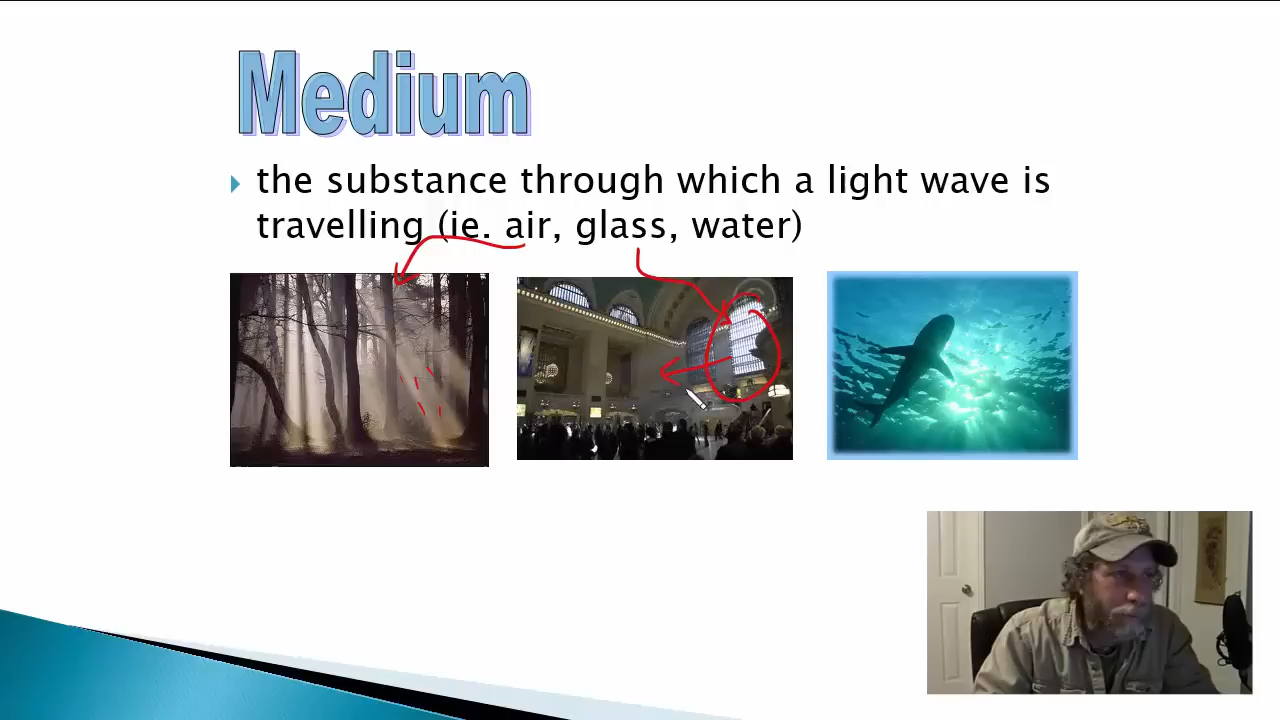 Medium
the substance through which a light wave is
travelling (ie. air, glass, water)